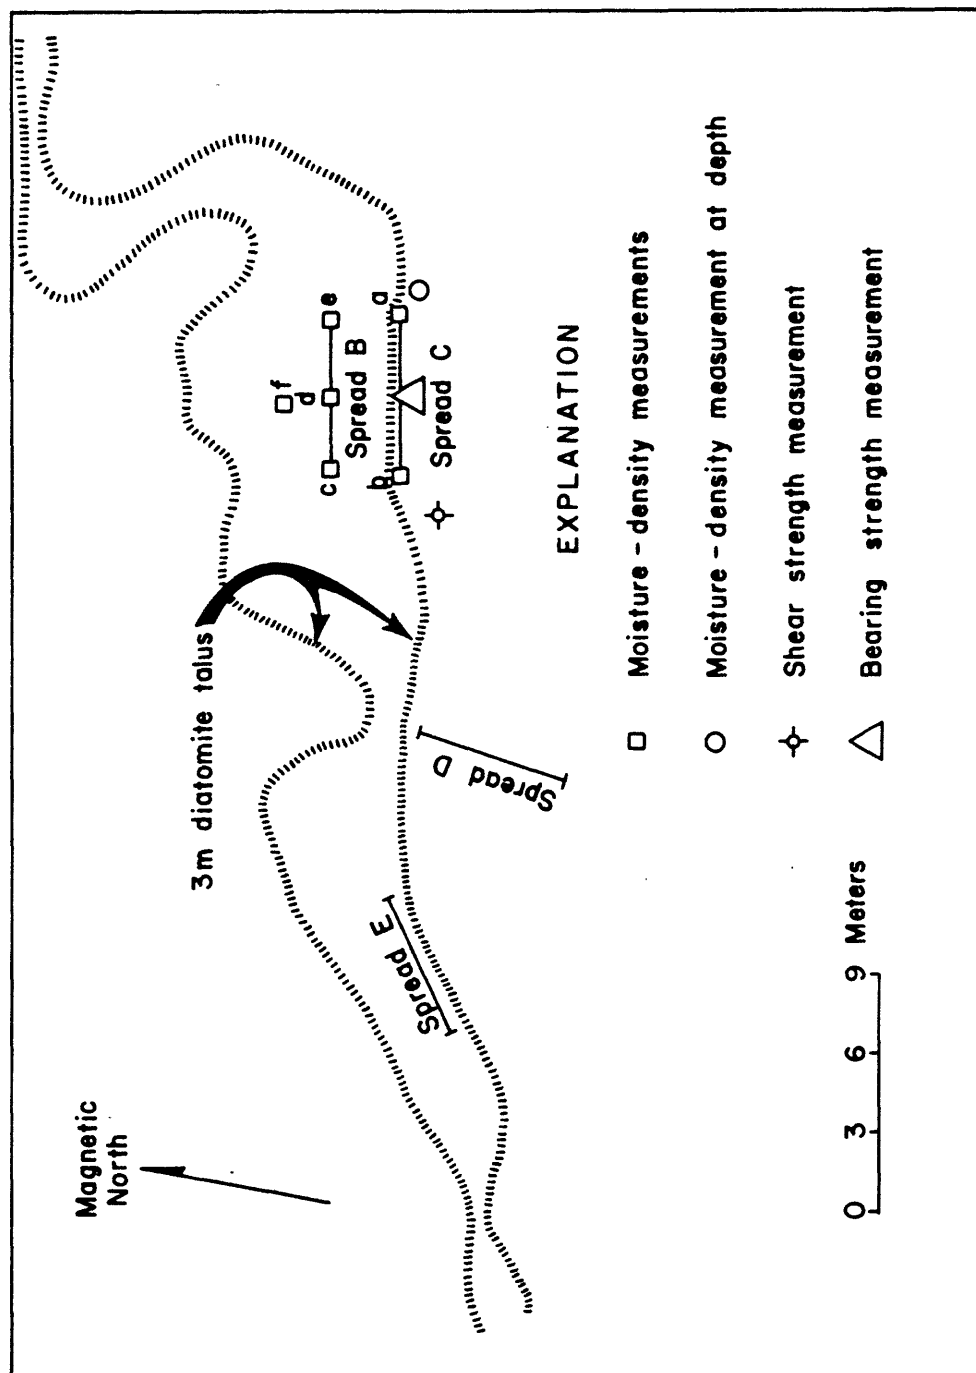 Magnetic
North
3m diatomite talus
f
c
d
e
Spread B
b
a
Spread C
Spread D
Spread E
EXPLANATION
Moisture - density measurements
Moisture - density measurement at depth
Shear strength measurement
Bearing strength measurement
0 3 6 9 Meters